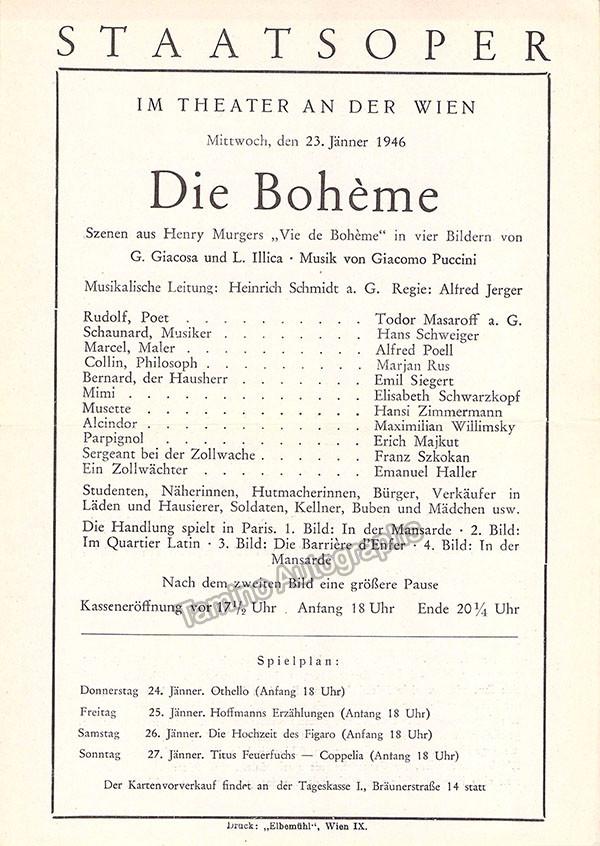 STAATSOPER
IM THEATER AN DER WIEN
Mittwoch, den 23. Jänner 1946
Die Bohème
Szenen aus Henry Murgers „Vie de Bohème“ in vier Bildern von
G. Giacosa und L. Illica · Musik von Giacomo Puccini
Musikalische Leitung: Heinrich Schmidt a. G. Regie: Alfred Jerger
Rudolf, Poet . . . . . . . . . . Todor Masaroff a. G.
Schaunard, Musiker . . . . . . . . Hans Schweiger
Marcel, Maler . . . . . . . . . Alfred Poell
Collin, Philosoph . . . . . . . . . Marjan Rus
Bernard, der Hausherr . . . . . . . Emil Siegert
Mimi . . . . . . . . . . . . . Elisabeth Schwarzkopf
Musette . . . . . . . . . . . . Hansi Zimmermann
Alcindor . . . . . . . . . . . . Maximilian Willimsky
Parpignol . . . . . . . . . . . Erich Majkut
Sergeant bei der Zollwache . . . . . . Franz Szkokan
Ein Zollwächter . . . . . . . . . Emanuel Haller
Studenten, Näherinnen, Hutmacherinnen, Bürger, Verkäufer in
Läden und Hausierer, Soldaten, Kellner, Buben und Mädchen usw.
Die Handlung spielt in Paris. 1. Bild: In der Mansarde · 2. Bild:
Im Quartier Latin · 3. Bild: Die Barrière d'Enfer · 4. Bild: In der
Mansarde
Nach dem zweiten Bild eine größere Pause
Kasseneröffnung vor 17½ Uhr Anfang 18 Uhr Ende 20¼ Uhr
Tamino Autographs
Spielplan:
Donnerstag 24. Jänner. Othello (Anfang 18 Uhr)
Freitag 25. Jänner. Hoffmanns Erzählungen (Anfang 18 Uhr)
Samstag 26. Jänner. Die Hochzeit des Figaro (Anfang 18 Uhr)
Sonntag 27. Jänner. Titus Feuerfuchs — Coppelia (Anfang 18 Uhr)
Der Kartenvorverkauf findet an der Tageskasse I., Bräunerstraße 14 statt
Druck: „Elbemühl“, Wien IX.